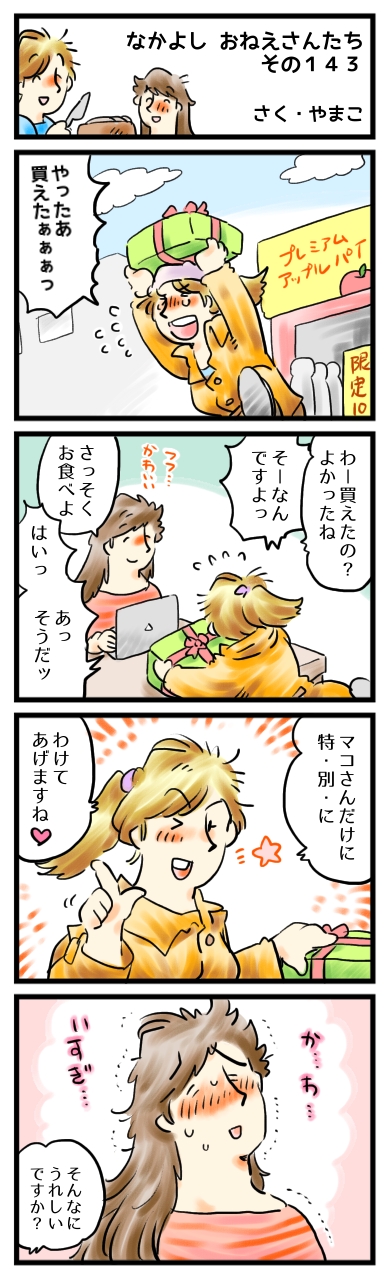 なかよし おねえさんたち
その１４３
さく・やまこ
やったあ
買えたぁぁぁっ
プレミアム
アップルパイ
限定10
わー買えたの？
よかったね
そーなん
ですよっ
うっ…
かわいい
さっそく
お食べよ
はいっ
あっ
そうだッ
マコさんだけに
特・別・に
わけて
あげますね♥
か…わ…
いすぎ…
そんなに
うれしい
ですか？